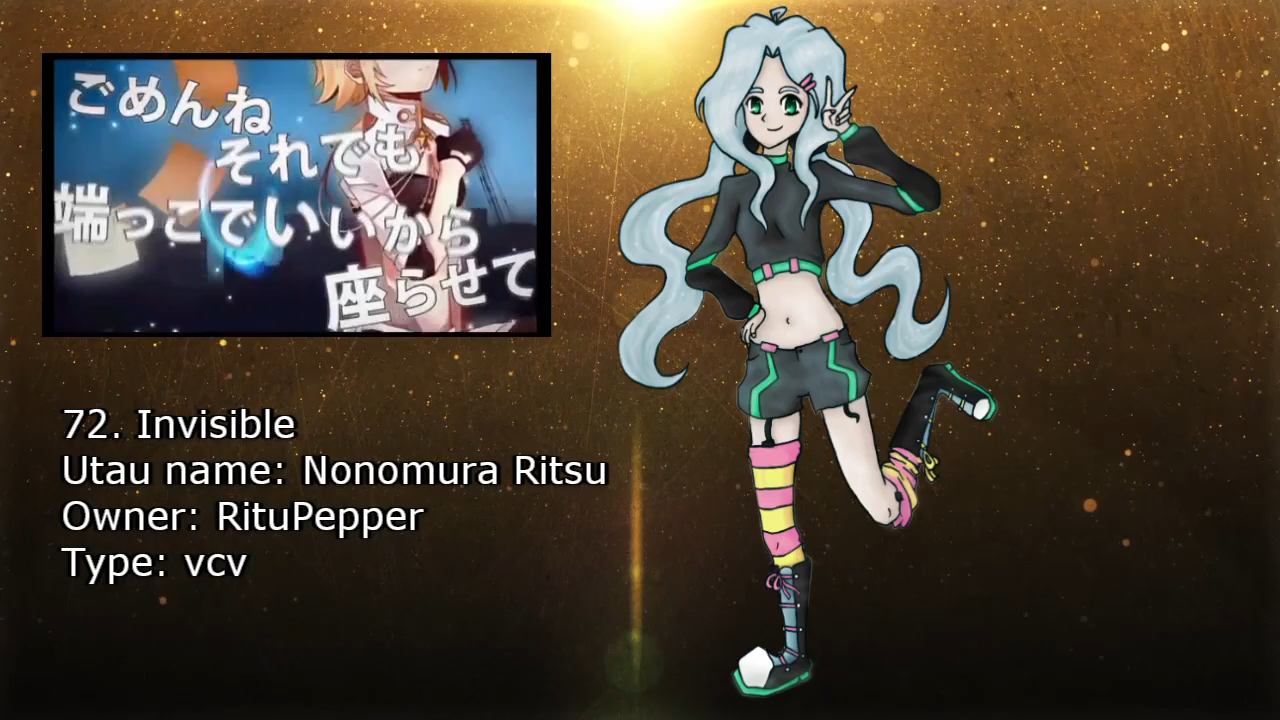 ごめんね
それでも
端っこでいいから
座らせて
72. Invisible
Utau name: Nonomura Ritsu
Owner: RituPepper
Type: vcv